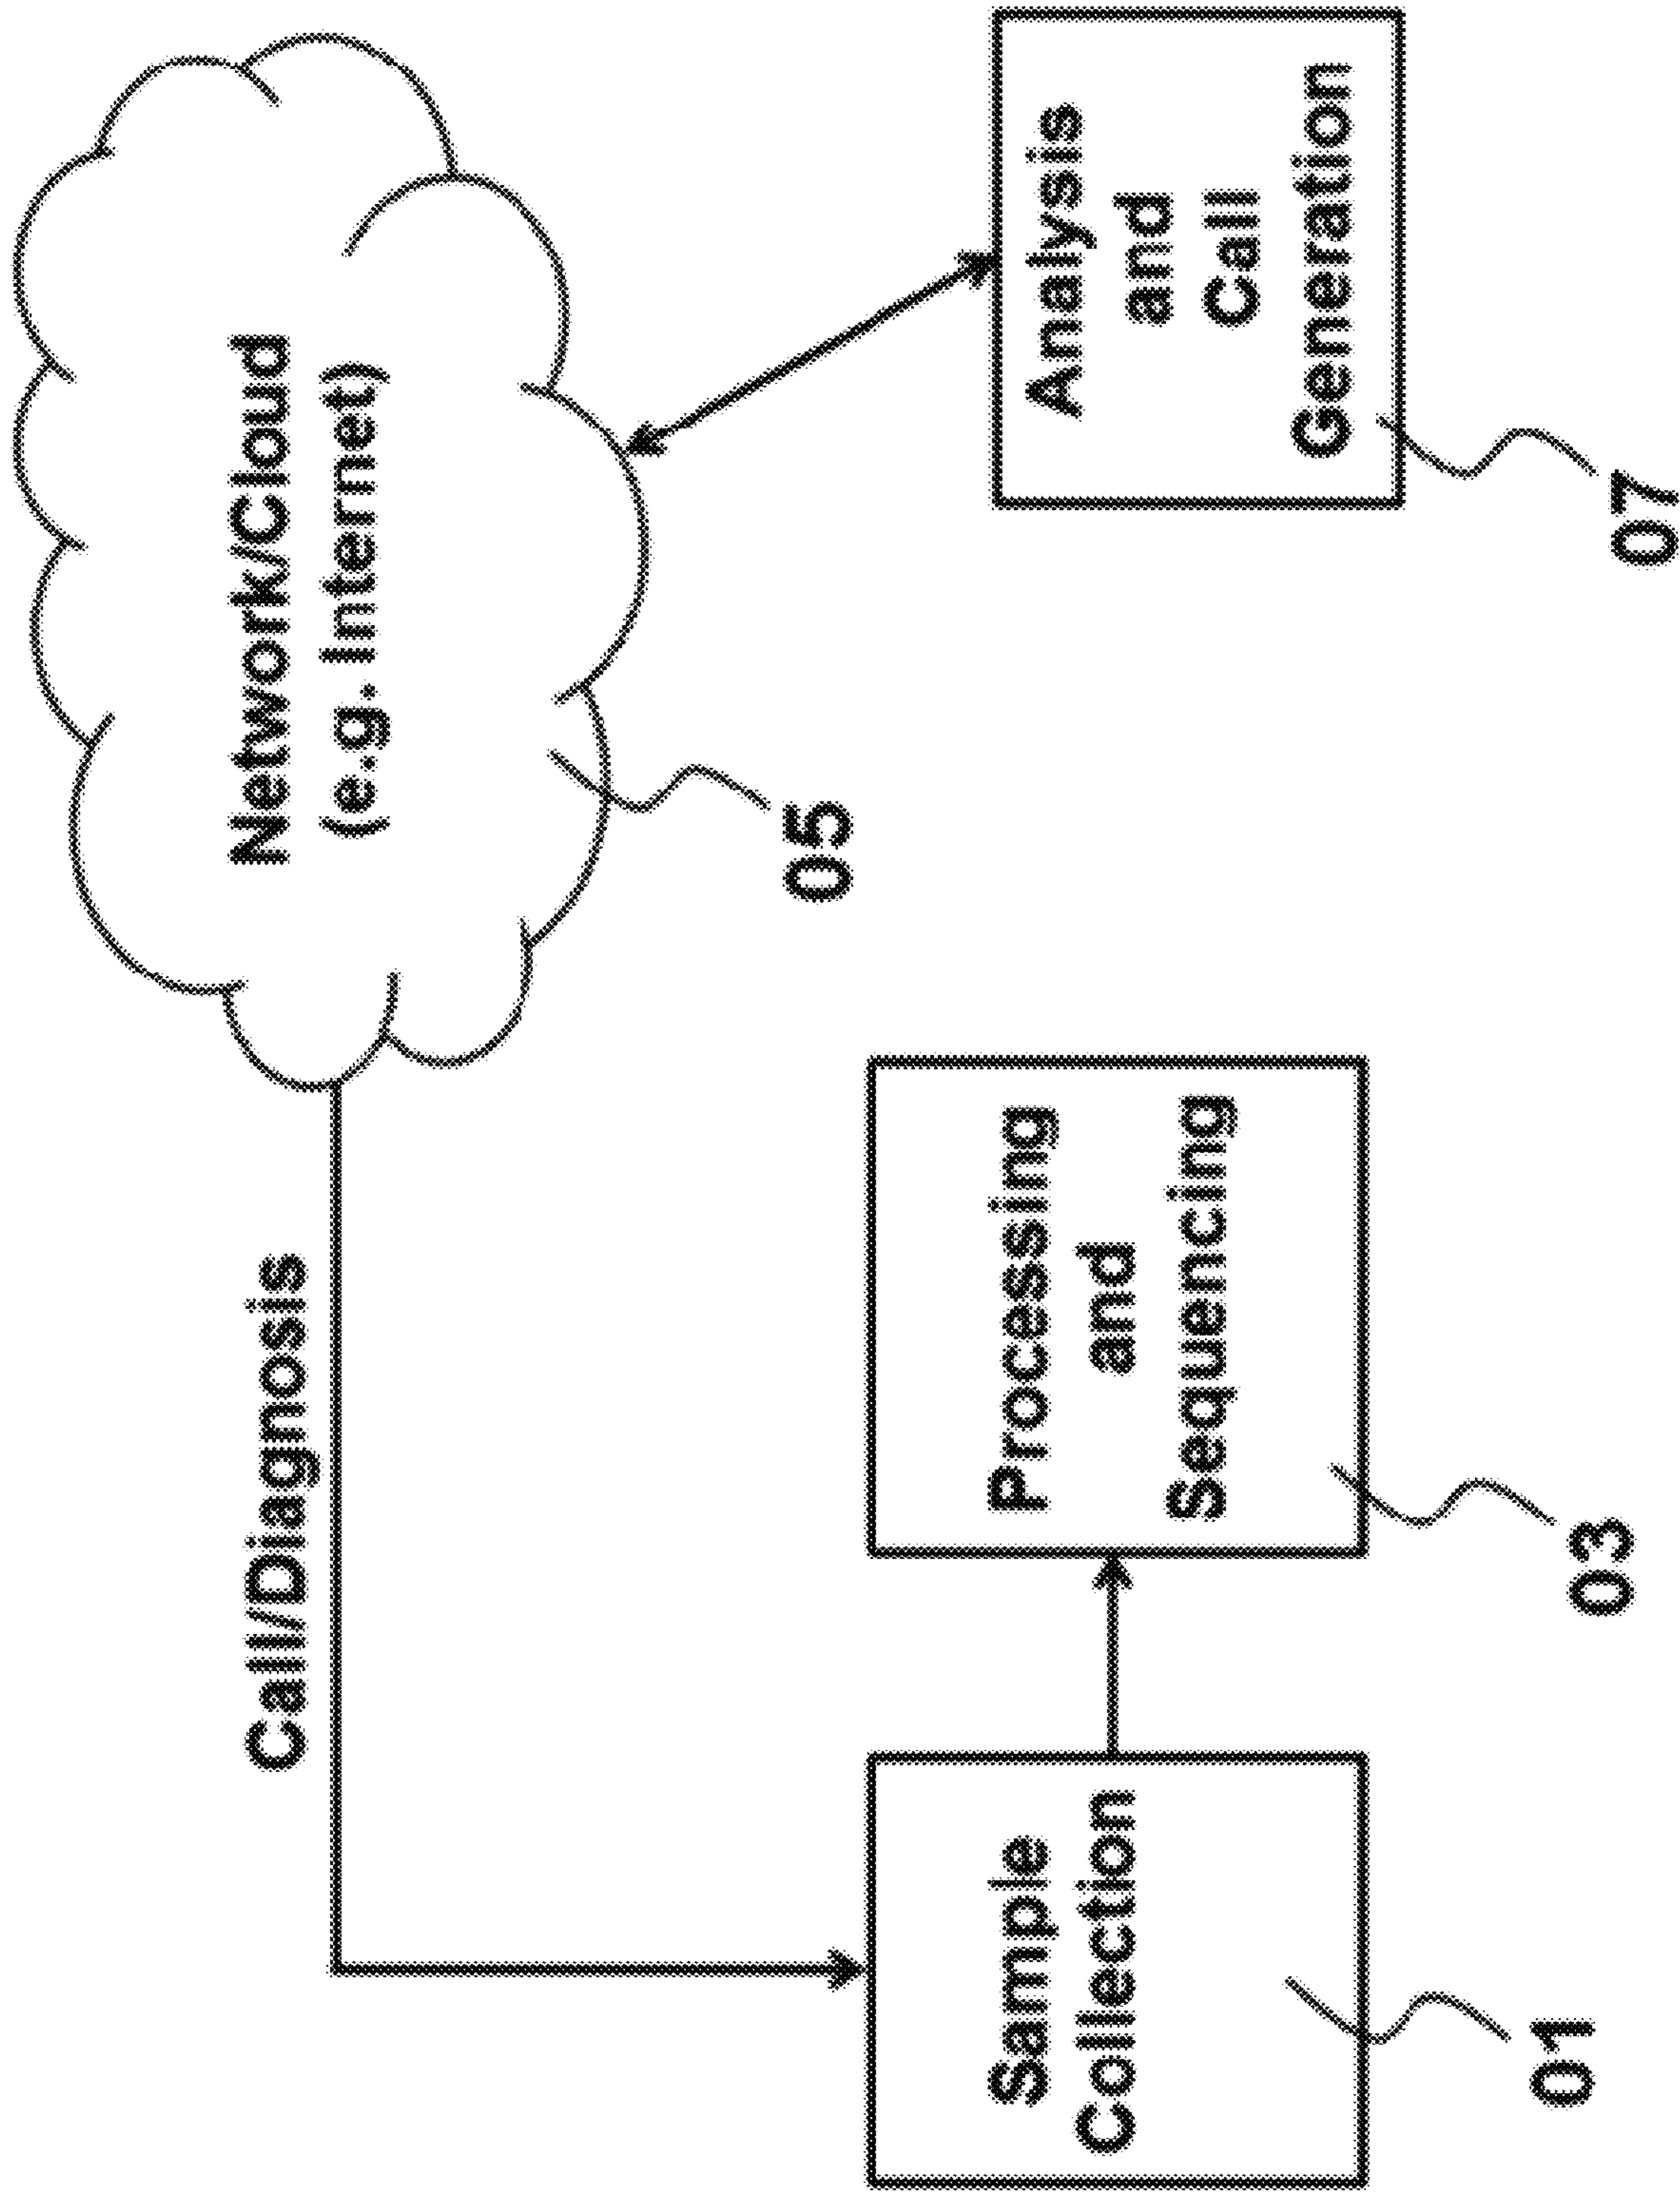 Call/Diagnosis
Network/Cloud
(e.g. Internet)
05
Sample
Collection
01
Processing
and
Sequencing
03
Analysis
and
Call
Generation
07